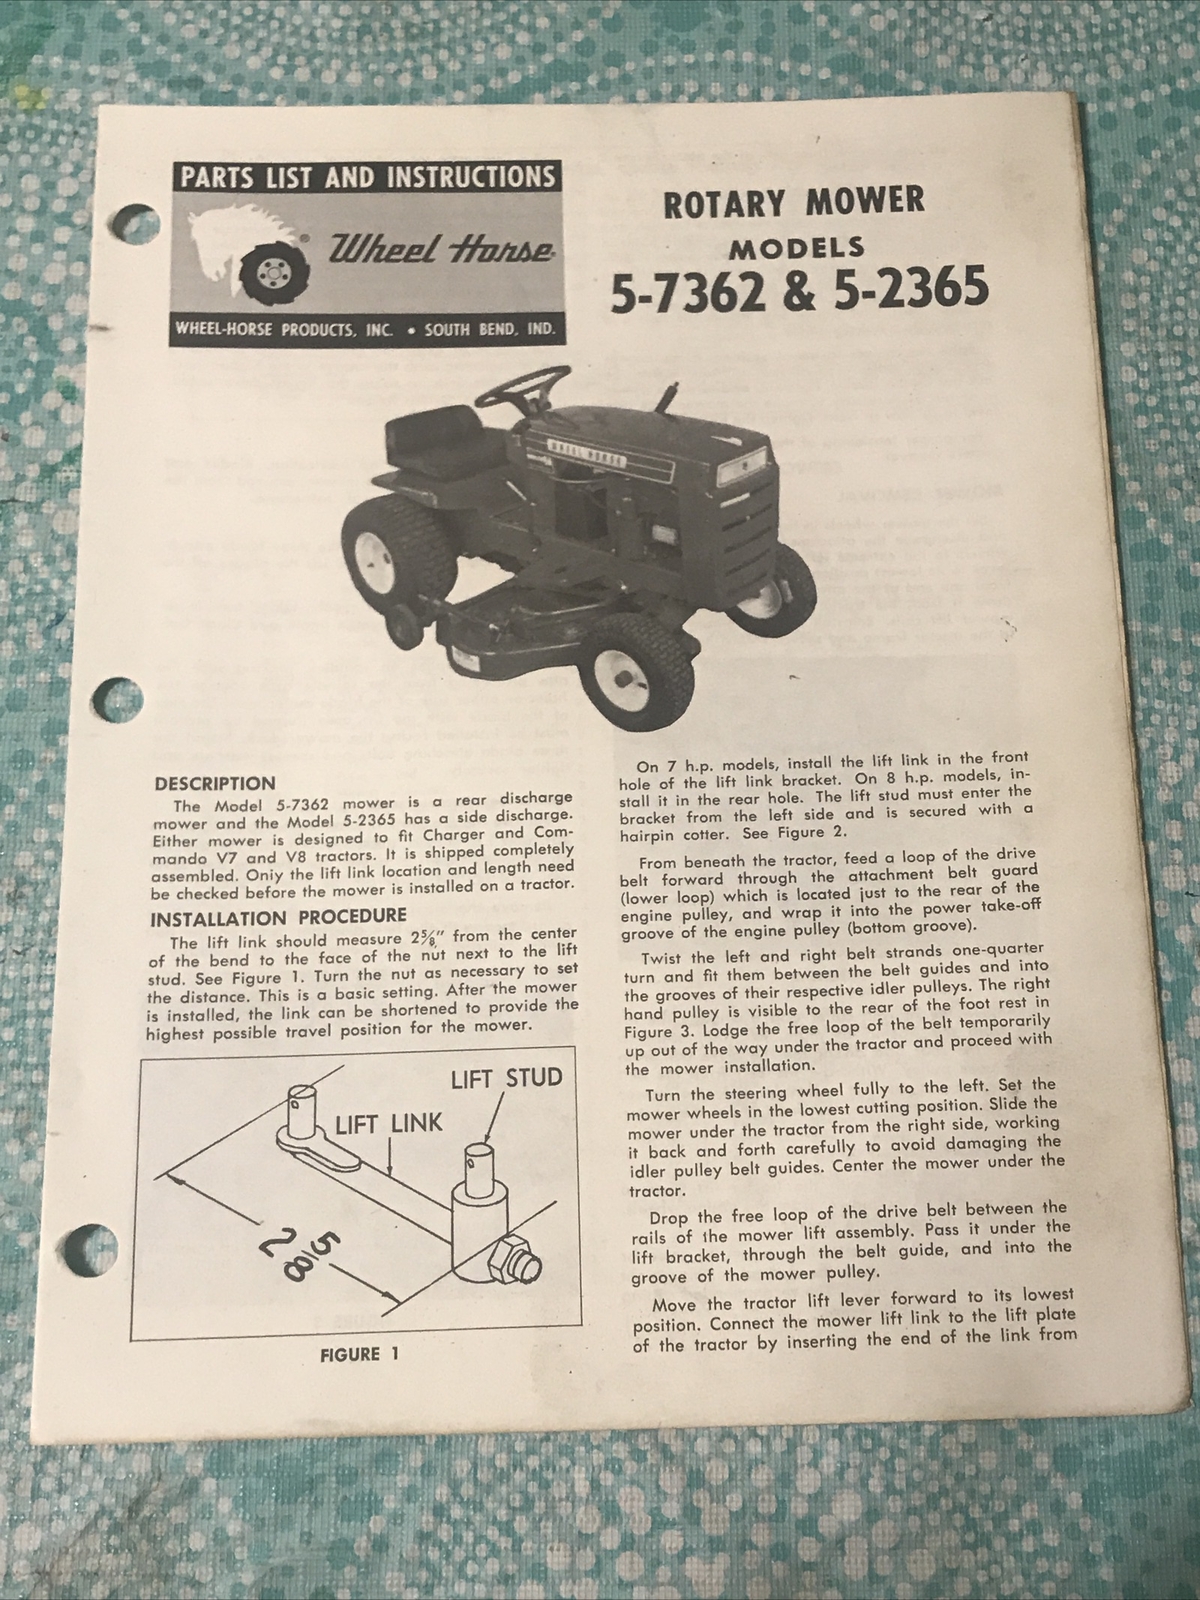 PARTS LIST AND INSTRUCTIONS
Wheel Horse
WHEEL-HORSE PRODUCTS, INC. • SOUTH BEND, IND.
ROTARY MOWER
MODELS
5-7362 & 5-2365
WHEEL HORSE
DESCRIPTION
The Model 5-7362 mower is a rear discharge
mower and the Model 5-2365 has a side discharge.
Either mower is designed to fit Charger and Com-
mando V7 and V8 tractors. It is shipped completely
assembled. Only the lift link location and length need
be checked before the mower is installed on a tractor.
INSTALLATION PROCEDURE
The lift link should measure 2⅝" from the center
of the bend to the face of the nut next to the lift
stud. See Figure 1. Turn the nut as necessary to set
the distance. This is a basic setting. After the mower
is installed, the link can be shortened to provide the
highest possible travel position for the mower.
LIFT STUD
LIFT LINK
2 5/8
FIGURE 1
On 7 h.p. models, install the lift link in the front
hole of the lift link bracket. On 8 h.p. models, in-
stall it in the rear hole. The lift stud must enter the
bracket from the left side and is secured with a
hairpin cotter. See Figure 2.
From beneath the tractor, feed a loop of the drive
belt forward through the attachment belt guard
(lower loop) which is located just to the rear of the
engine pulley, and wrap it into the power take-off
groove of the engine pulley (bottom groove).
Twist the left and right belt strands one-quarter
turn and fit them between the belt guides and into
the grooves of their respective idler pulleys. The right
hand pulley is visible to the rear of the foot rest in
Figure 3. Lodge the free loop of the belt temporarily
up out of the way under the tractor and proceed with
the mower installation.
Turn the steering wheel fully to the left. Set the
mower wheels in the lowest cutting position. Slide the
mower under the tractor from the right side, working
it back and forth carefully to avoid damaging the
idler pulley belt guides. Center the mower under the
tractor.
Drop the free loop of the drive belt between the
rails of the mower lift assembly. Pass it under the
lift bracket, through the belt guide, and into the
groove of the mower pulley.
Move the tractor lift lever forward to its lowest
position. Connect the mower lift link to the lift plate
of the tractor by inserting the end of the link from